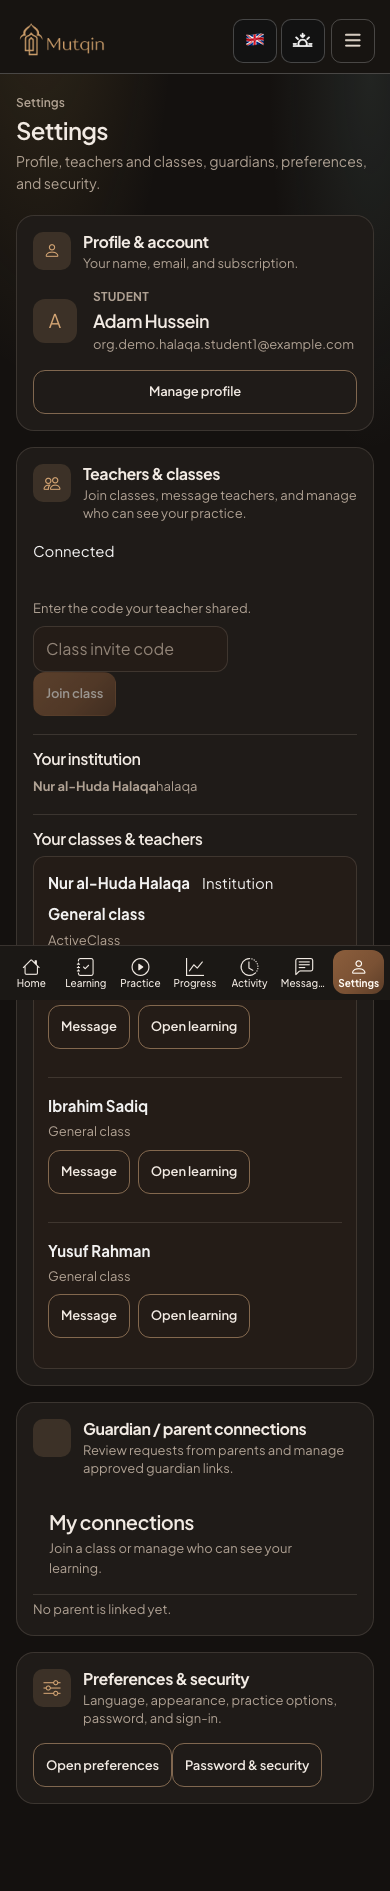 Mutqin
Settings
Settings
Profile, teachers and classes, guardians, preferences,
and security.
Profile & account
Your name, email, and subscription.
STUDENT
A
Adam Hussein
org.demo.halaqa.student1@example.com
Manage profile
Teachers & classes
Join classes, message teachers, and manage
who can see your practice.
Connected
Enter the code your teacher shared.
Class invite code
Join class
Your institution
Nur al-Huda Halaqahalaqa
Your classes & teachers
Nur al-Huda Halaqa Institution
General class
ActiveClass
Home Learning Practice Progress Activity Messag... Settings
Message Open learning
Ibrahim Sadiq
General class
Message Open learning
Yusuf Rahman
General class
Message Open learning
Guardian / parent connections
Review requests from parents and manage
approved guardian links.
My connections
Join a class or manage who can see your
learning.
No parent is linked yet.
Preferences & security
Language, appearance, practice options,
password, and sign-in.
Open preferences Password & security